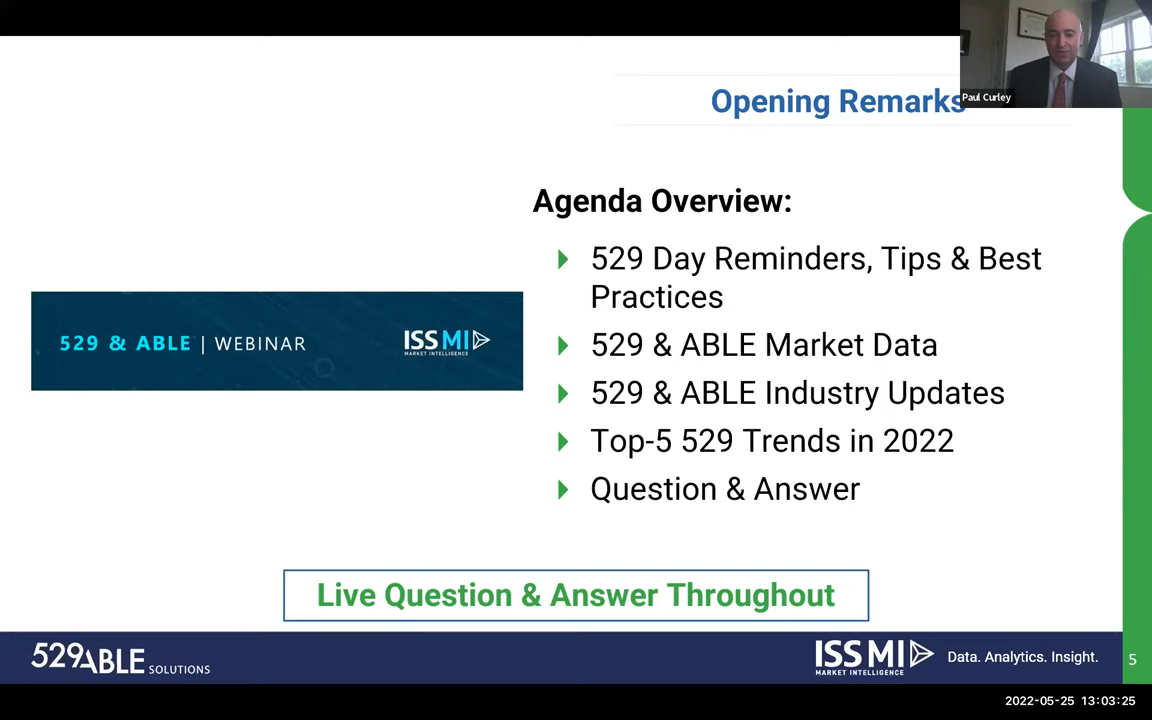 Opening Remarks
Paul Curley
Agenda Overview:
529 Day Reminders, Tips & Best
Practices
529 & ABLE Market Data
529 & ABLE Industry Updates
Top-5 529 Trends in 2022
Question & Answer
529 & ABLE | WEBINAR
ISS MI
MARKET INTELLIGENCE
Live Question & Answer Throughout
529 ABLE SOLUTIONS
ISS MI
MARKET INTELLIGENCE
Data. Analytics. Insight.
5
2022-05-25 13:03:25